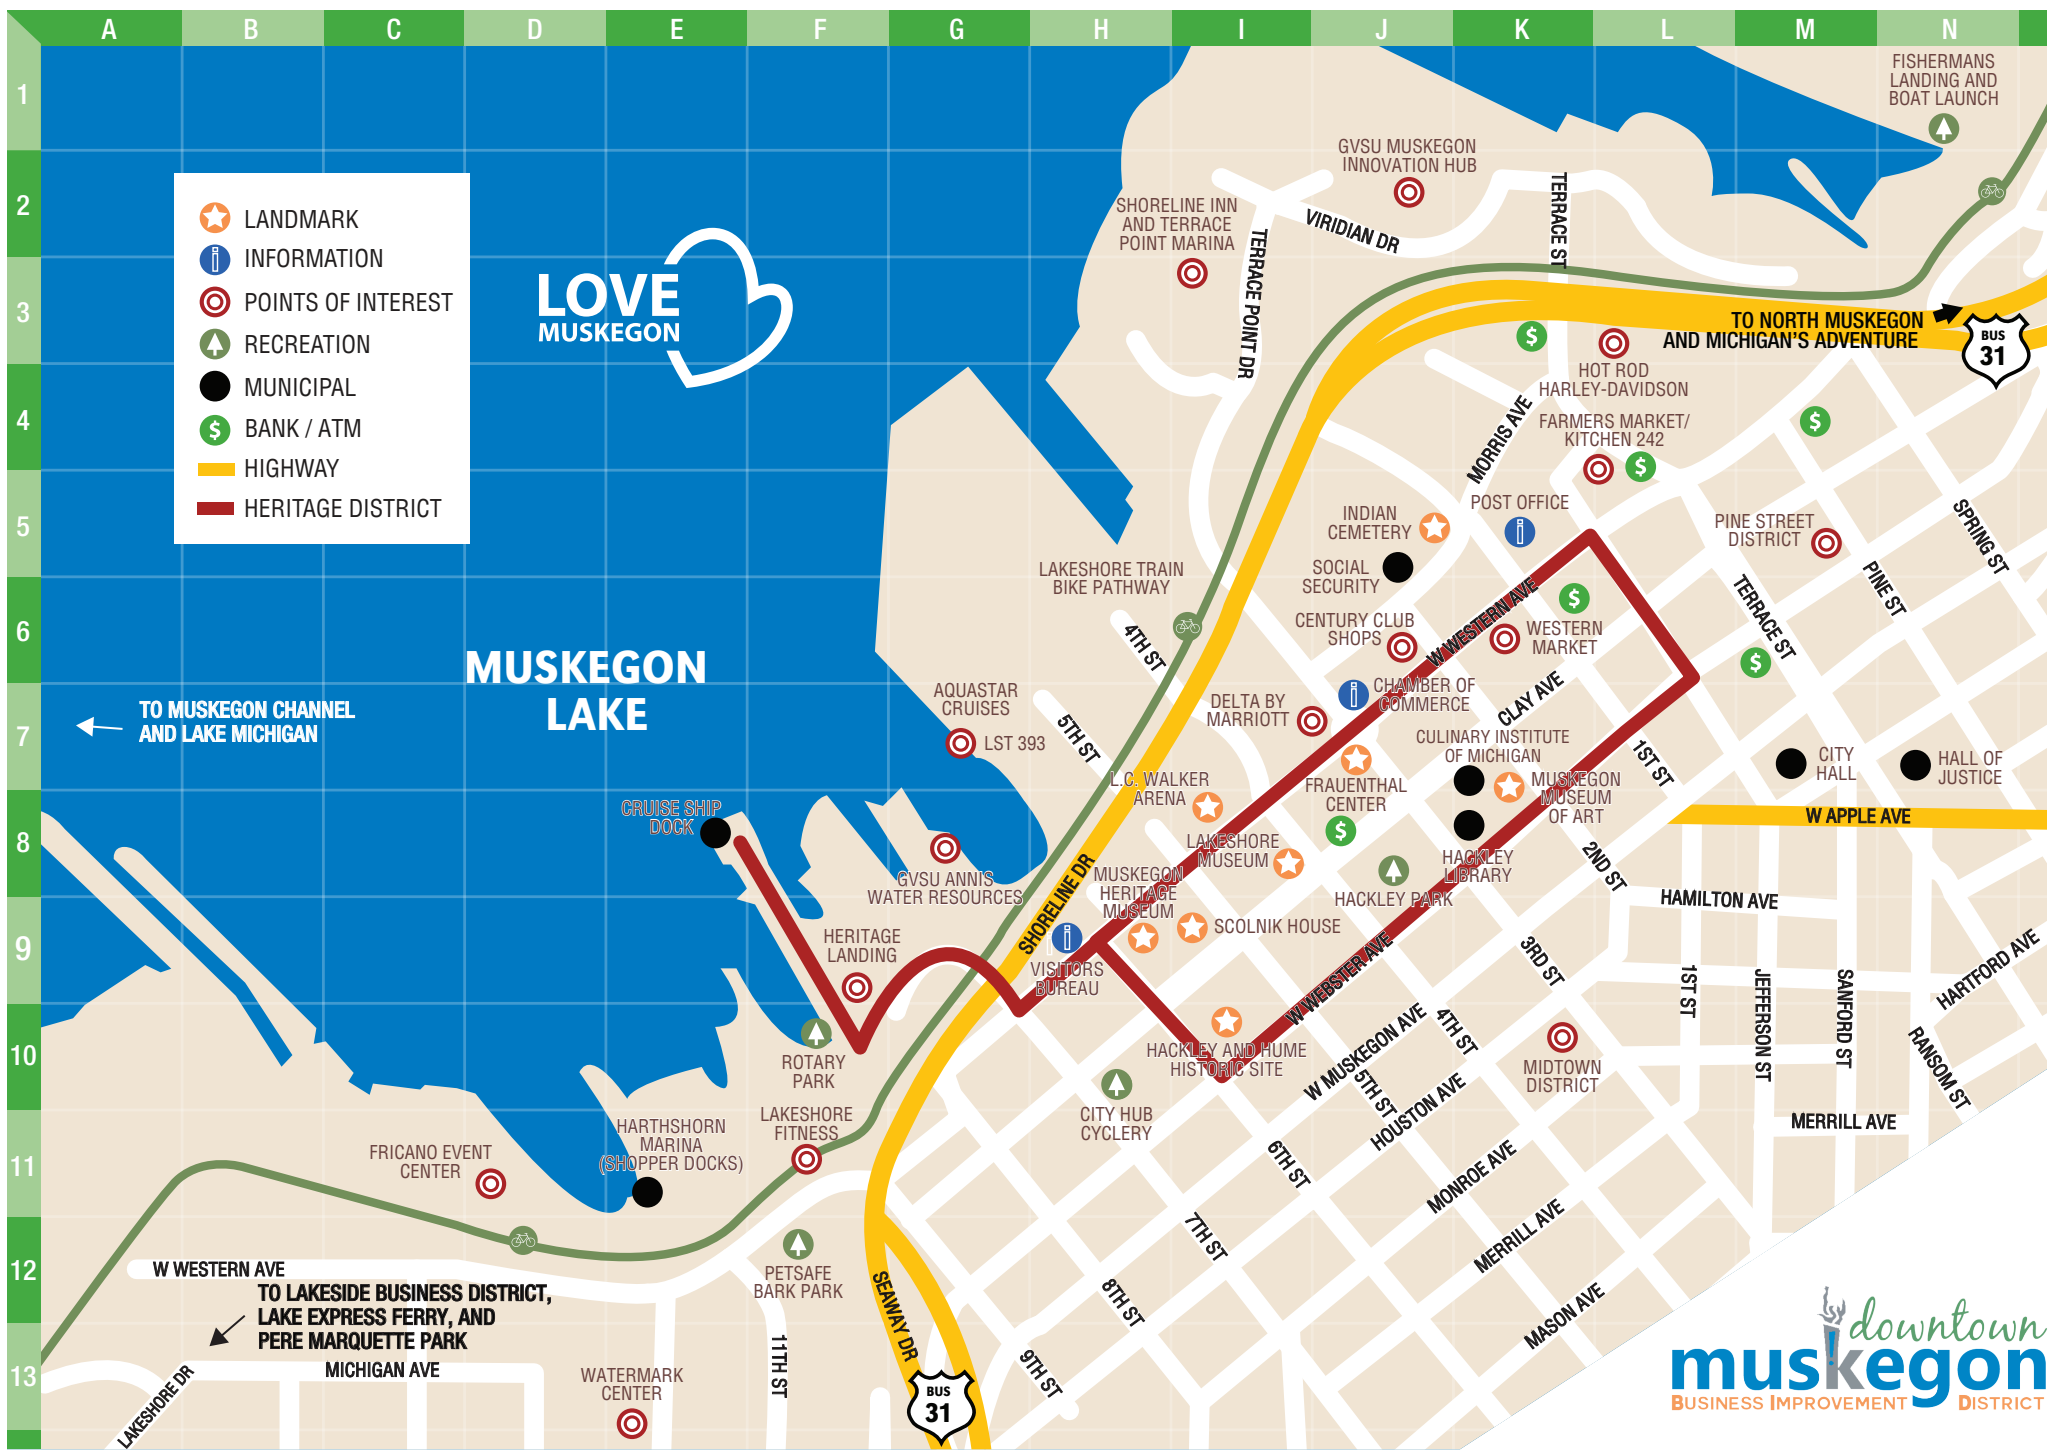 A B C D E F G H I J K L M N
1
2
3
4
5
6
7
8
9
10
11
12
13
LANDMARK
INFORMATION
POINTS OF INTEREST
RECREATION
MUNICIPAL
$ BANK / ATM
HIGHWAY
HERITAGE DISTRICT
LOVE
MUSKEGON
MUSKEGON
LAKE
TO MUSKEGON CHANNEL
AND LAKE MICHIGAN
FISHERMANS
LANDING AND
BOAT LAUNCH
GVSU MUSKEGON
INNOVATION HUB
SHORELINE INN
AND TERRACE
POINT MARINA
VIRIDIAN DR
TERRACE ST
TERRACE POINT DR
TO NORTH MUSKEGON
AND MICHIGAN'S ADVENTURE
BUS
31
$
HOT ROD
HARLEY-DAVIDSON
MORRIS AVE
FARMERS MARKET/
KITCHEN 242
$
$
POST OFFICE
INDIAN
CEMETERY
SOCIAL
SECURITY
PINE STREET
DISTRICT
SPRING ST
PINE ST
TERRACE ST
$
LAKESHORE TRAIN
BIKE PATHWAY
4TH ST
CENTURY CLUB
SHOPS
W WESTERN AVE
$
WESTERN
MARKET
AQUASTAR
CRUISES
LST 393
5TH ST
DELTA BY
MARRIOTT
CHAMBER OF
COMMERCE
CLAY AVE
CULINARY INSTITUTE
OF MICHIGAN
1ST ST
CITY
HALL
HALL OF
JUSTICE
L.C. WALKER
ARENA
FRAUENTHAL
CENTER
$
MUSKEGON
MUSEUM
OF ART
W APPLE AVE
CRUISE SHIP
DOCK
GVSU ANNIS
WATER RESOURCES
SHORELINE DR
LAKESHORE
MUSEUM
MUSKEGON
HERITAGE
MUSEUM
HACKLEY PARK
HACKLEY
LIBRARY
2ND ST
HAMILTON AVE
HERITAGE
LANDING
VISITORS
BUREAU
SCOLNIK HOUSE
W WEBSTER AVE
3RD ST
1ST ST
JEFFERSON ST
SANFORD ST
HARTFORD AVE
RANSOM ST
ROTARY
PARK
HACKLEY AND HUME
HISTORIC SITE
W MUSKEGON AVE
4TH ST
MIDTOWN
DISTRICT
5TH ST
HOUSTON AVE
CITY HUB
CYCLERY
MERRILL AVE
LAKESHORE
FITNESS
HARTHSHORN
MARINA
(SHOPPER DOCKS)
FRICANO EVENT
CENTER
6TH ST
MONROE AVE
7TH ST
MERRILL AVE
W WESTERN AVE
PETSAFE
BARK PARK
SEAWAY DR
8TH ST
MASON AVE
TO LAKESIDE BUSINESS DISTRICT,
LAKE EXPRESS FERRY, AND
PERE MARQUETTE PARK
MICHIGAN AVE
LAKESHORE DR
WATERMARK
CENTER
11TH ST
BUS
31
9TH ST
downtown
muskegon
BUSINESS IMPROVEMENT DISTRICT